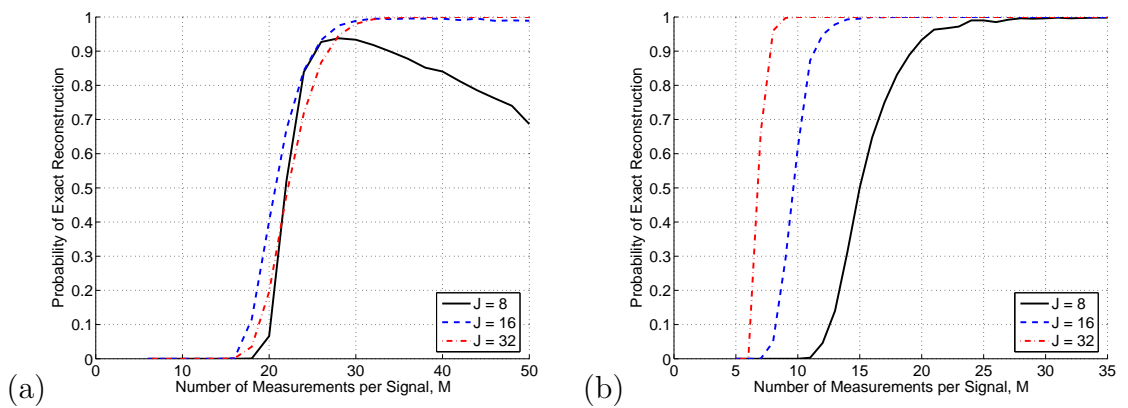 1
0.9
0.8
0.7
0.6
0.5
0.4
0.3
0.2
0.1
0
Probability of Exact Reconstruction
J = 8
J = 16
J = 32
0 10 20 30 40 50
Number of Measurements per Signal, M
(a)
1
0.9
0.8
0.7
0.6
0.5
0.4
0.3
0.2
0.1
0
Probability of Exact Reconstruction
J = 8
J = 16
J = 32
0 5 10 15 20 25 30 35
Number of Measurements per Signal, M
(b)